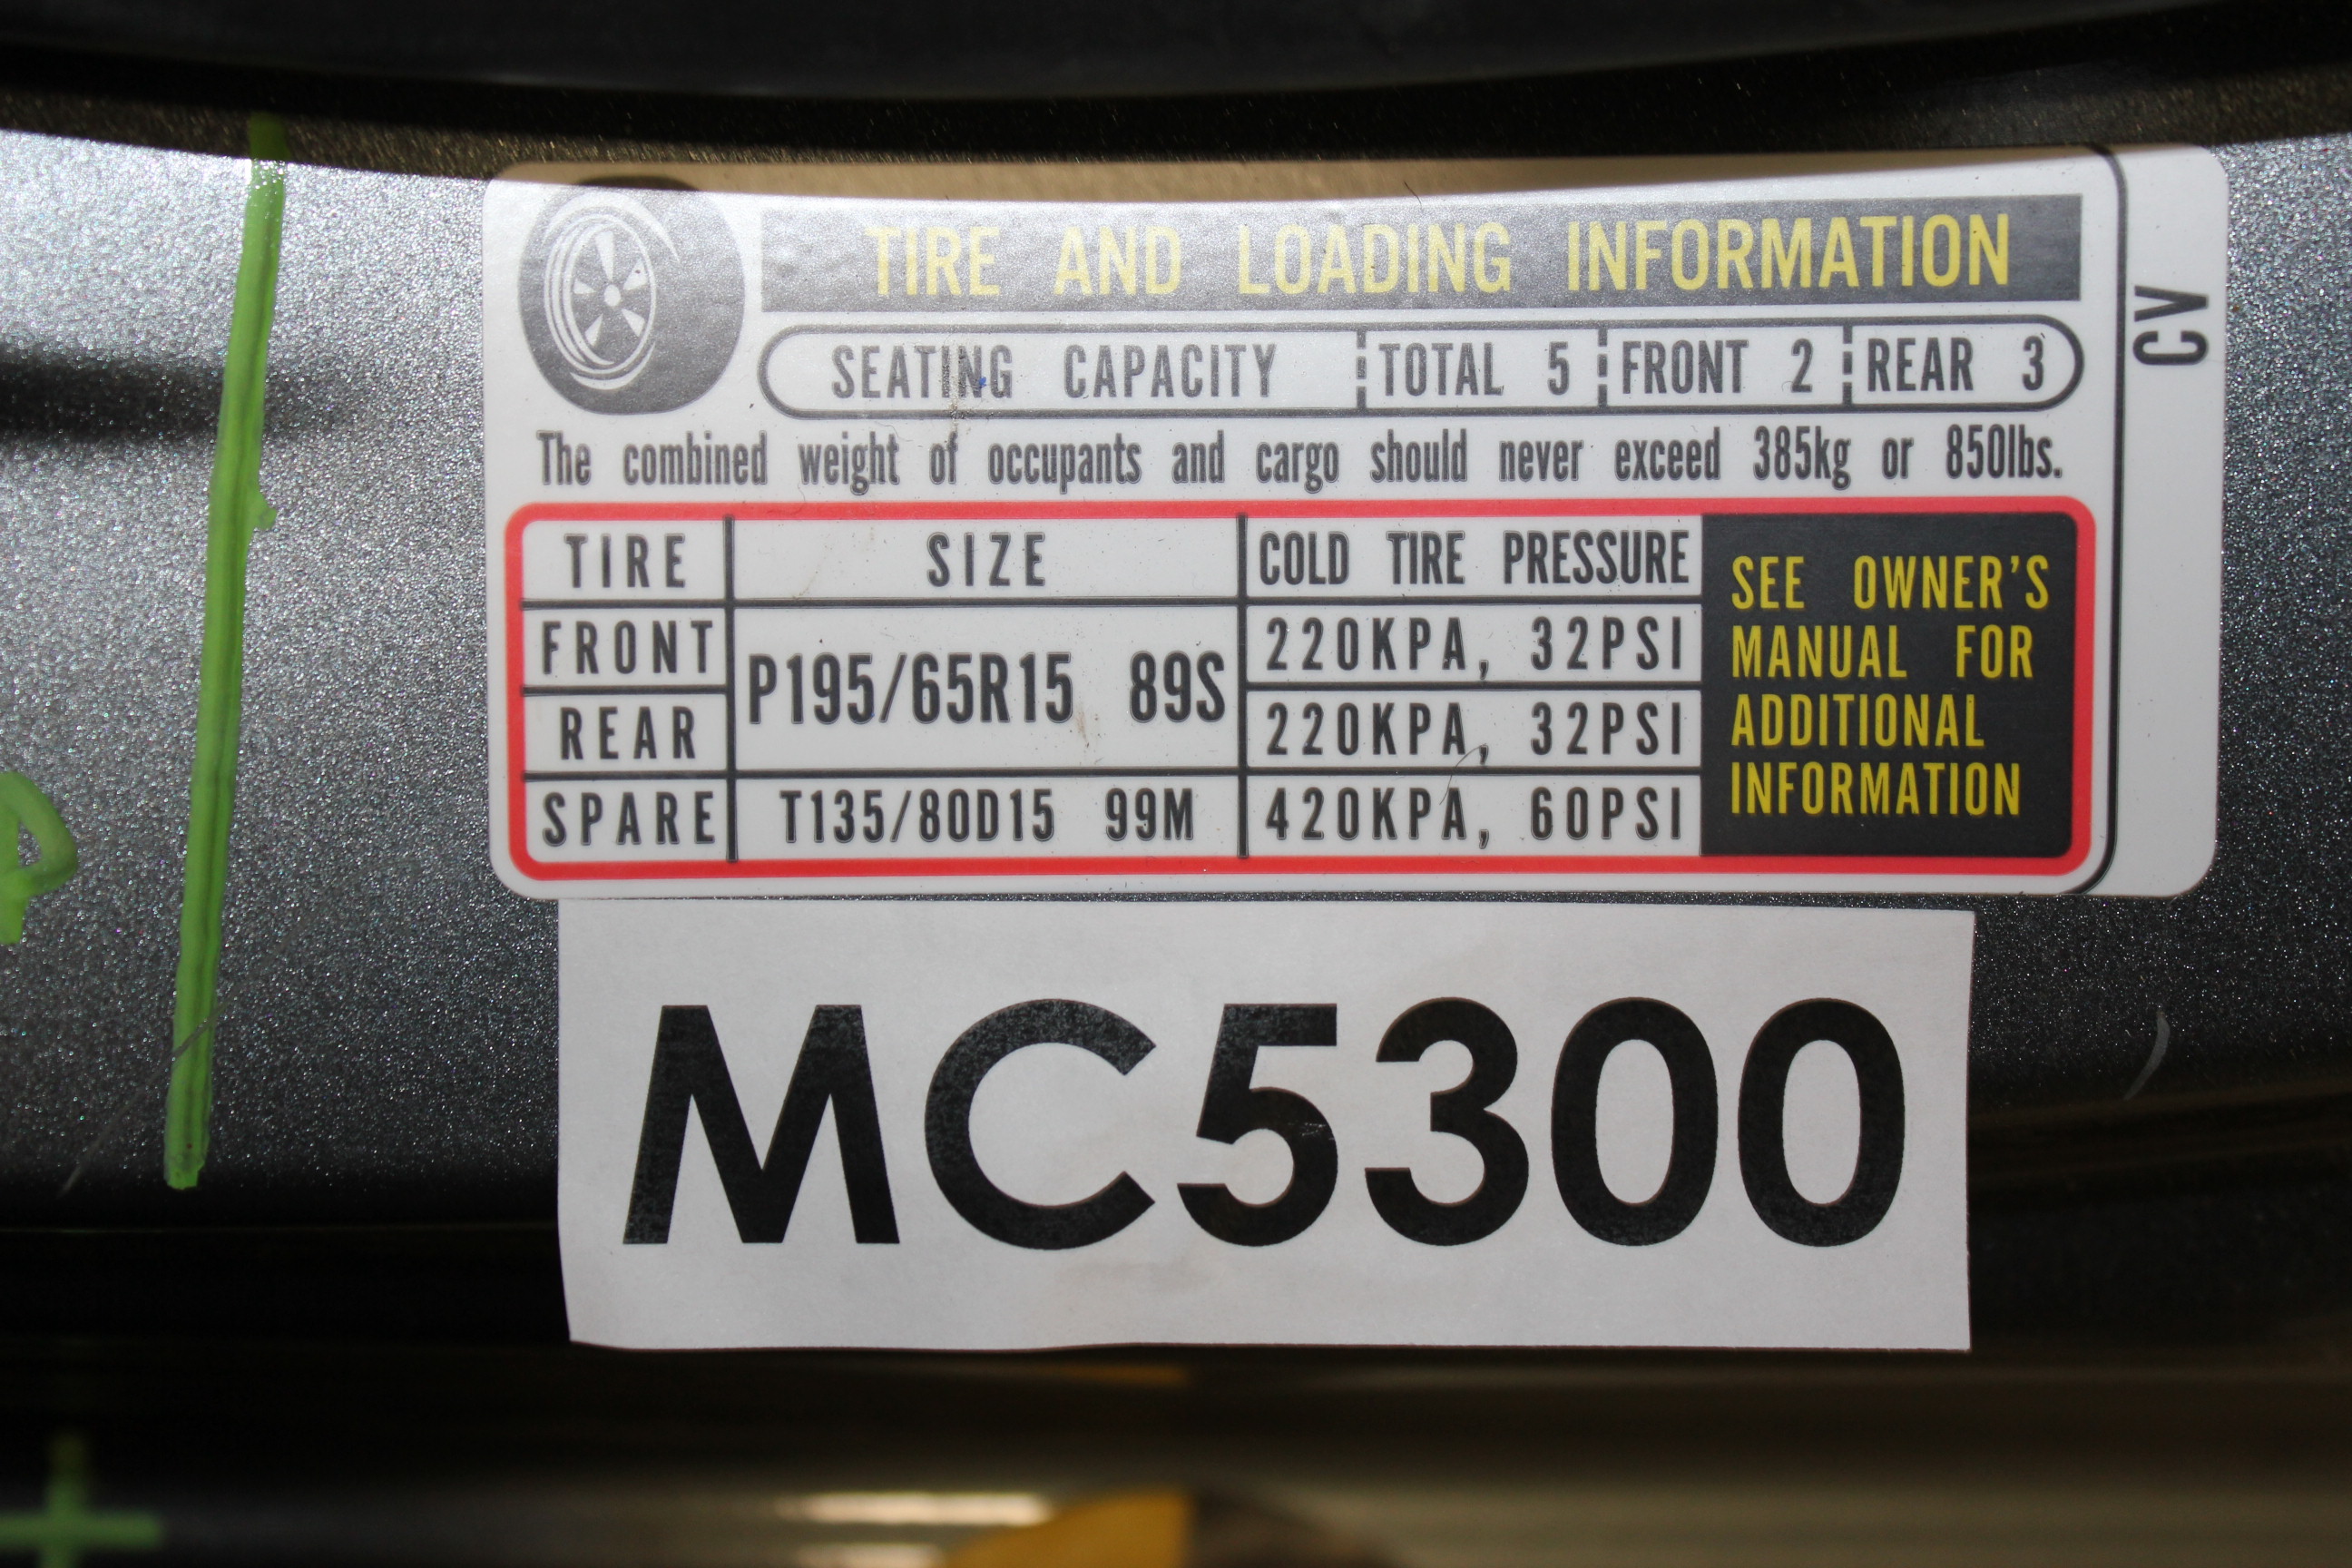 TIRE AND LOADING INFORMATION
SEATING CAPACITY TOTAL 5 FRONT 2 REAR 3
The combined weight of occupants and cargo should never exceed 385kg or 850lbs.
TIRE SIZE COLD TIRE PRESSURE
FRONT P195/65R15 89S 220KPA, 32PSI
REAR 220KPA, 32PSI
SPARE T135/80D15 99M 420KPA, 60PSI
SEE OWNER'S
MANUAL FOR
ADDITIONAL
INFORMATION
CV
MC5300